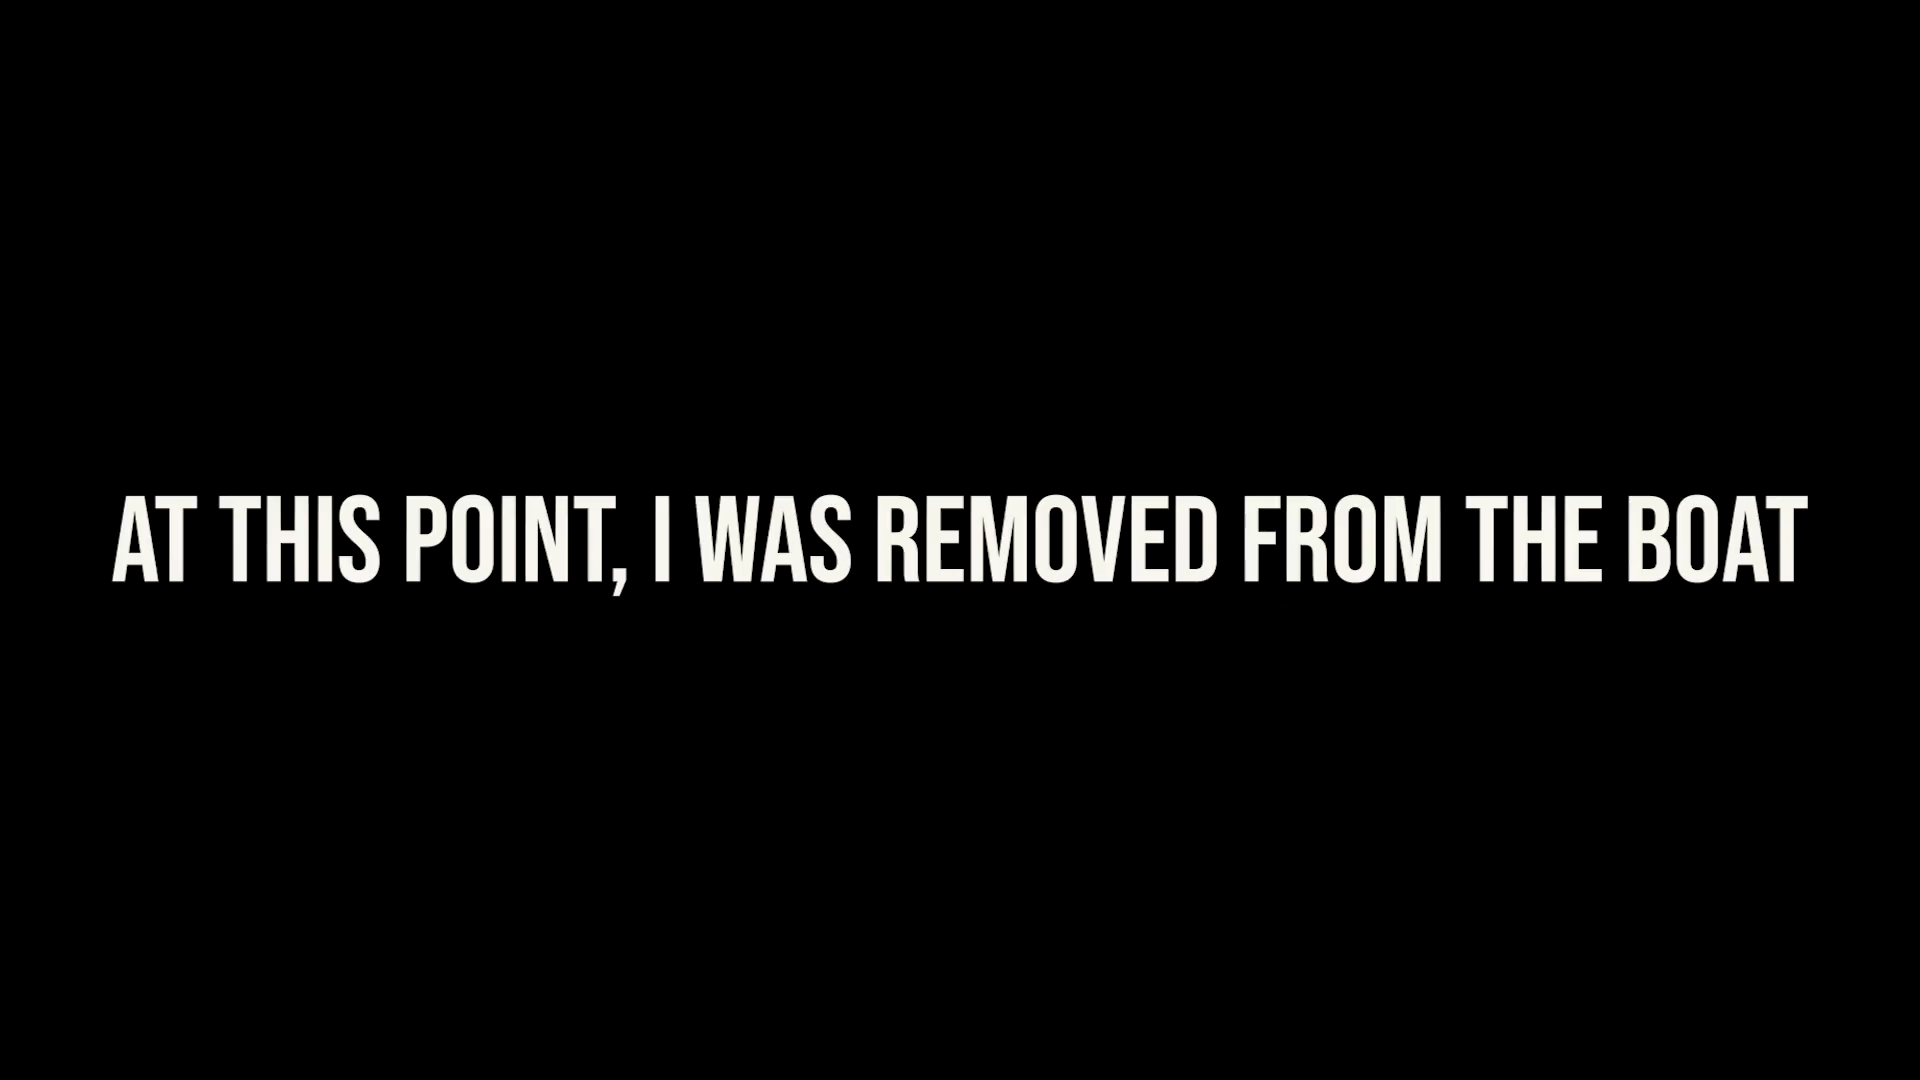 AT THIS POINT, I WAS REMOVED FROM THE BOAT